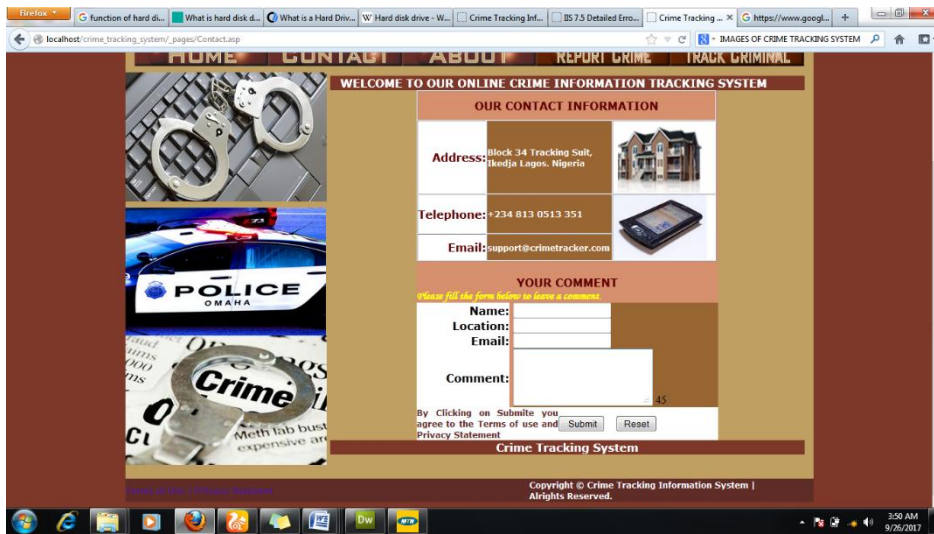 Firefox
function of hard di...
What is hard disk d...
What is a Hard Driv...
Hard disk drive - W...
Crime Tracking Inf...
IIS 7.5 Detailed Erro...
Crime Tracking ...
https://www.googl...
localhost/crime_tracking_system/_pages/Contact.asp
IMAGES OF CRIME TRACKING SYSTEM
HOME CONTACT ABOUT REPORT CRIME TRACK CRIMINAL
WELCOME TO OUR ONLINE CRIME INFORMATION TRACKING SYSTEM
OUR CONTACT INFORMATION
Address:
Block 34 Tracking Suit,
Ikedja Lagos. Nigeria
Telephone: +234 813 0513 351
Email: support@crimetracker.com
POLICE
OMAHA
YOUR COMMENT
Please fill the form below to leave a comment.
Name:
Location:
Email:
Comment:
45
By Clicking on Submite you
agree to the Terms of use and
Privacy Statement
Submit Reset
Crime
Meth lab bust
expensive
Crime Tracking System
Copyright © Crime Tracking Information System |
Alrights Reserved.
Dw
MTN
3:50 AM
9/26/2017